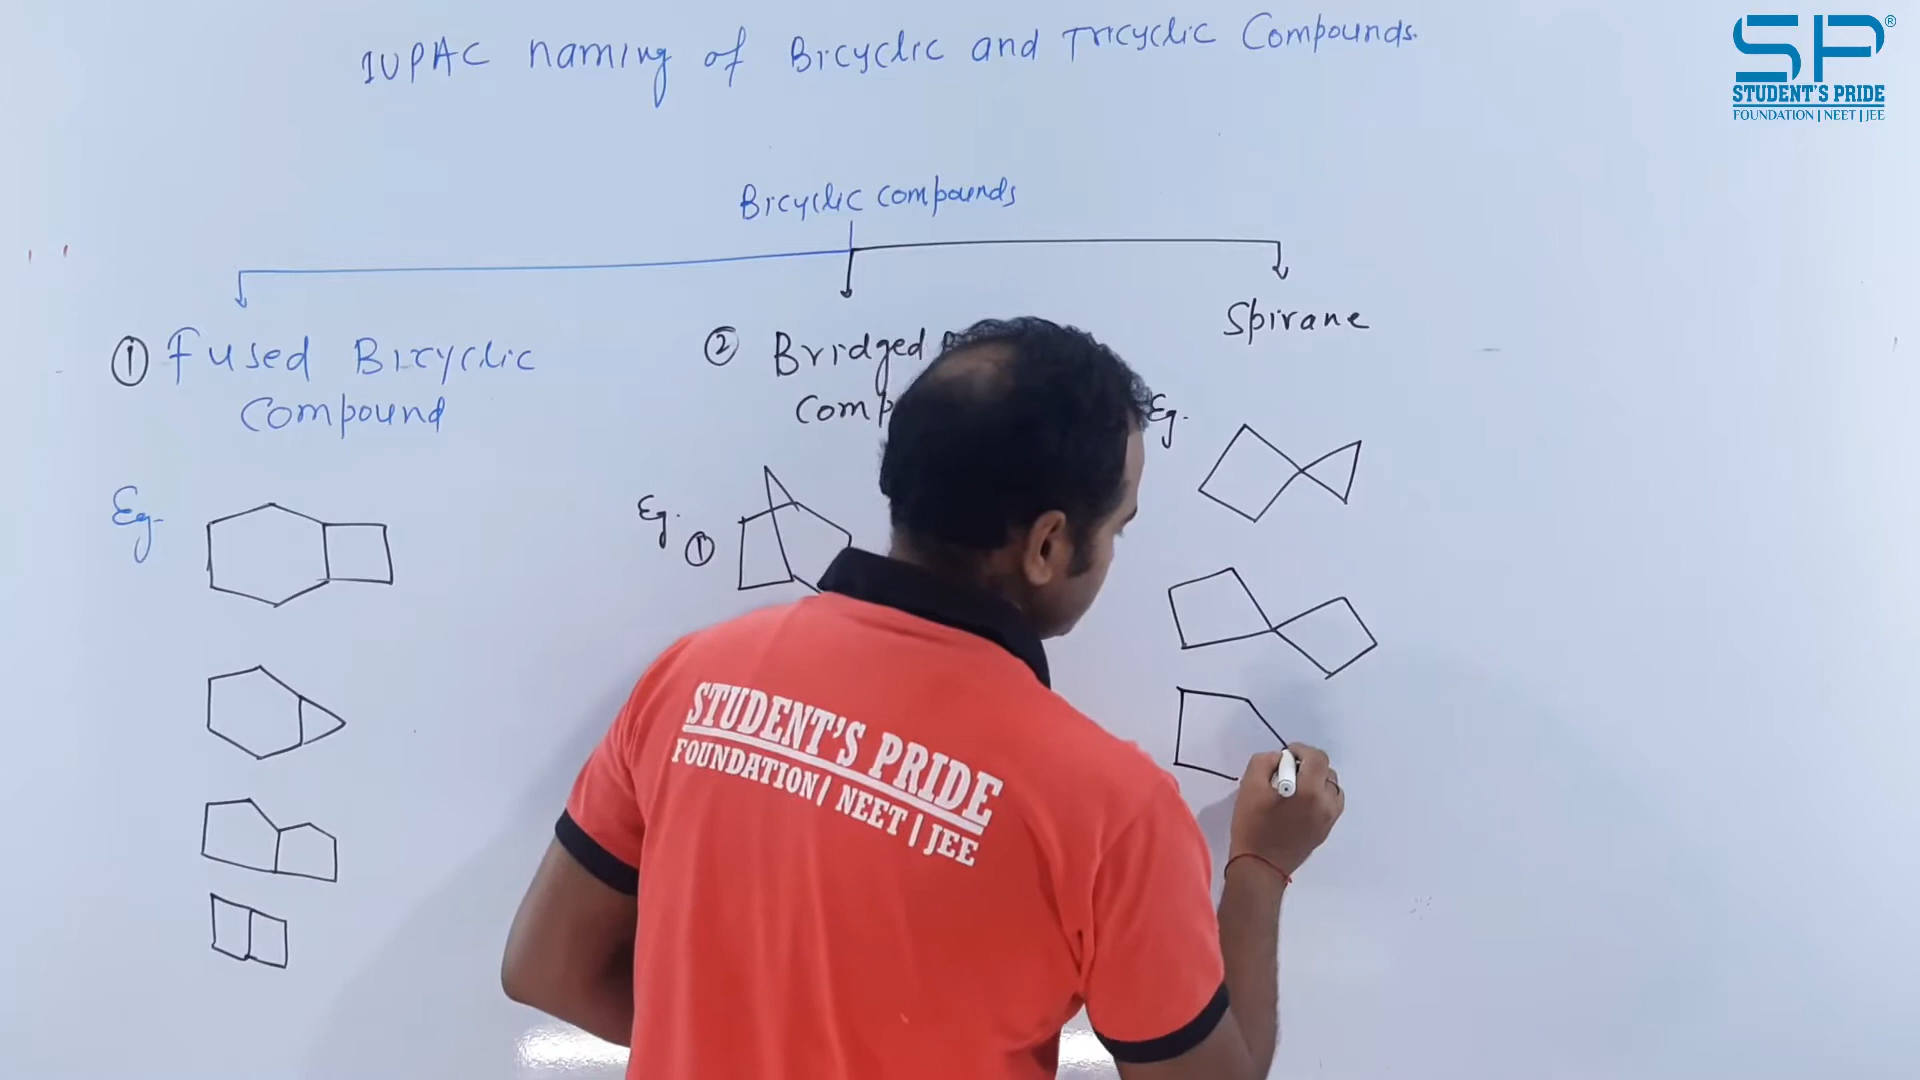 IUPAC naming of Bicyclic and Tricyclic Compounds.
SP®
STUDENT'S PRIDE
FOUNDATION | NEET | JEE
Bicyclic compounds
① Fused Bicyclic
Compound
② Bridged
Spirane
Eg.
Eg.
①
Eg.
STUDENT'S PRIDE
FOUNDATION | NEET | JEE